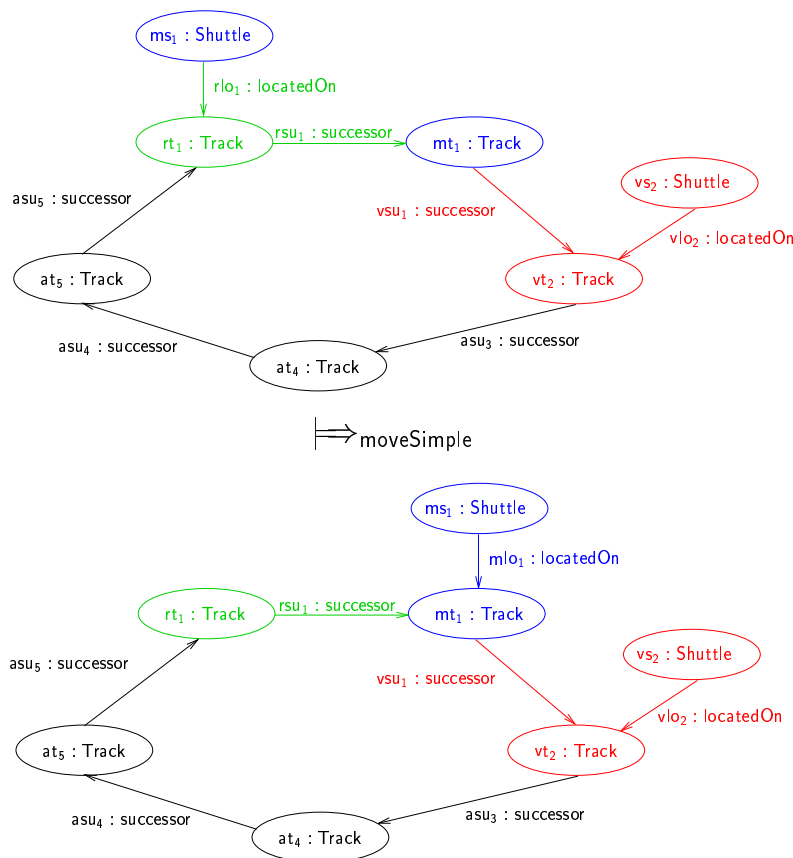 ms₁ : Shuttle
rlo₁ : locatedOn
rt₁ : Track
rsu₁ : successor
mt₁ : Track
vs₂ : Shuttle
asu₅ : successor
vsu₁ : successor
vlo₂ : locatedOn
at₅ : Track
vt₂ : Track
asu₄ : successor
asu₃ : successor
at₄ : Track
⊨⇒ moveSimple
ms₁ : Shuttle
mlo₁ : locatedOn
rt₁ : Track
rsu₁ : successor
mt₁ : Track
vs₂ : Shuttle
asu₅ : successor
vsu₁ : successor
vlo₂ : locatedOn
at₅ : Track
vt₂ : Track
asu₄ : successor
asu₃ : successor
at₄ : Track